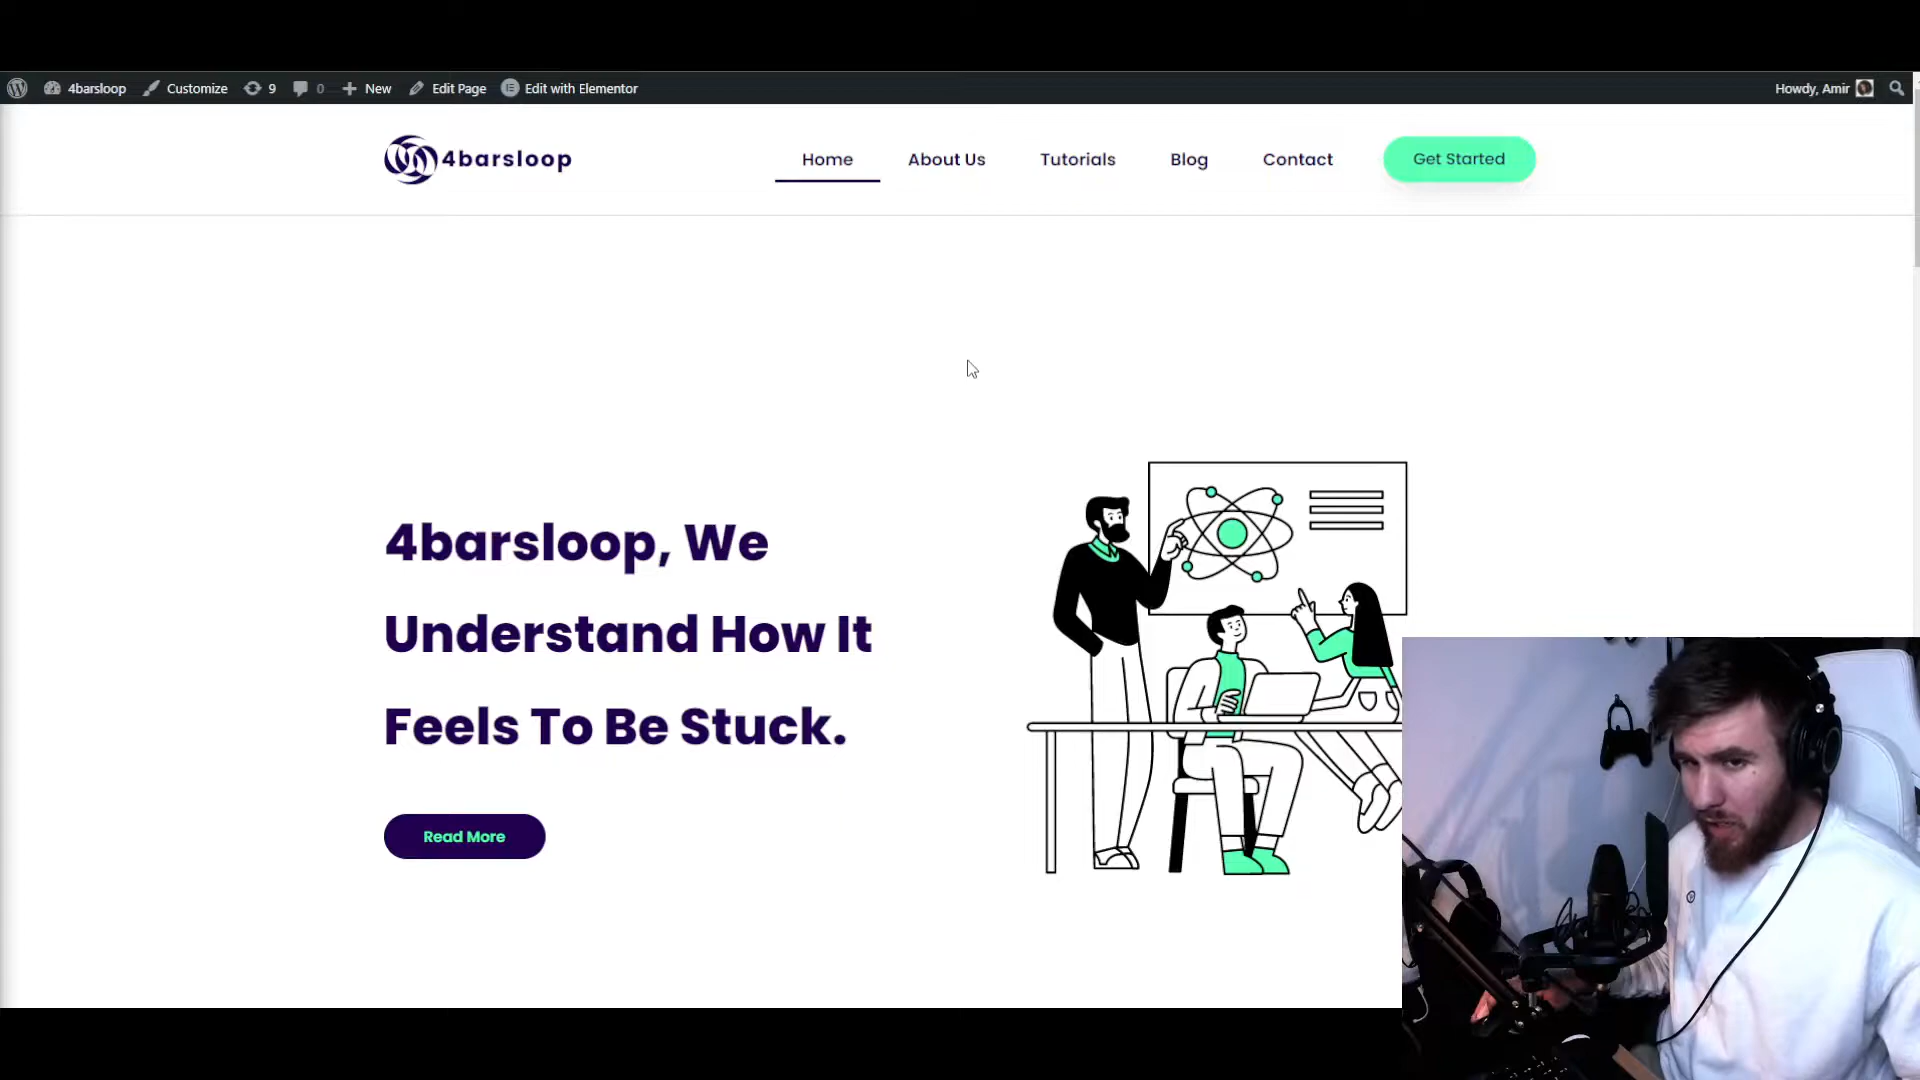 4barsloop Customize 9 0 New Edit Page Edit with Elementor Howdy, Amir
4barsloop Home About Us Tutorials Blog Contact Get Started
4barsloop, We
Understand How It
Feels To Be Stuck.
Read More